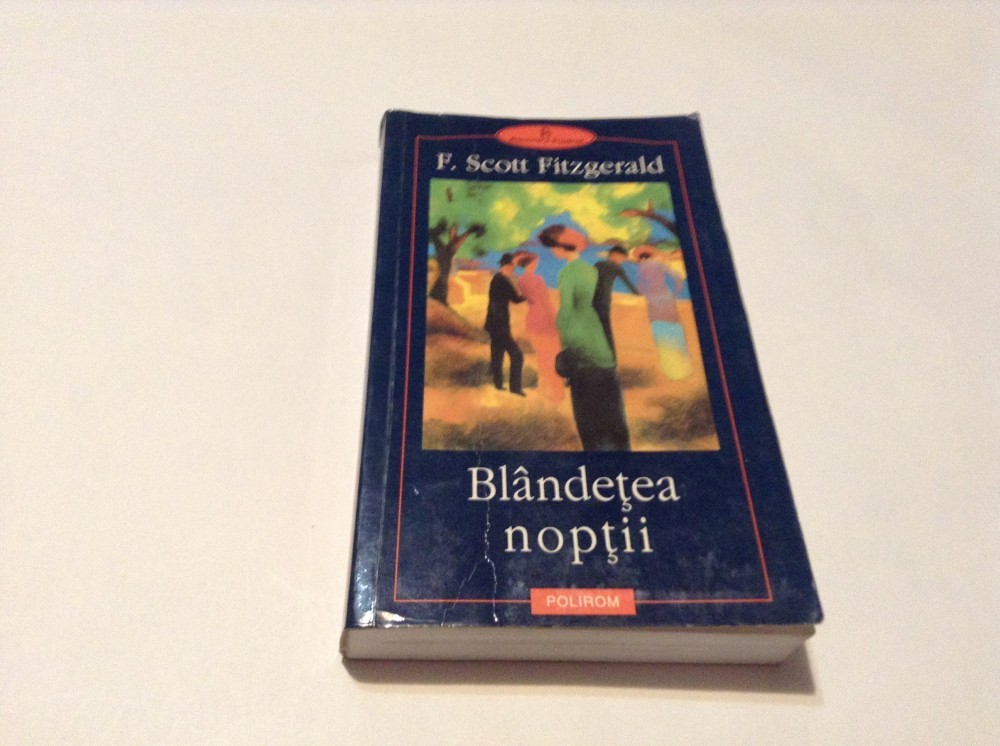 F. Scott Fitzgerald
Blândeţea
nopţii
POLIROM